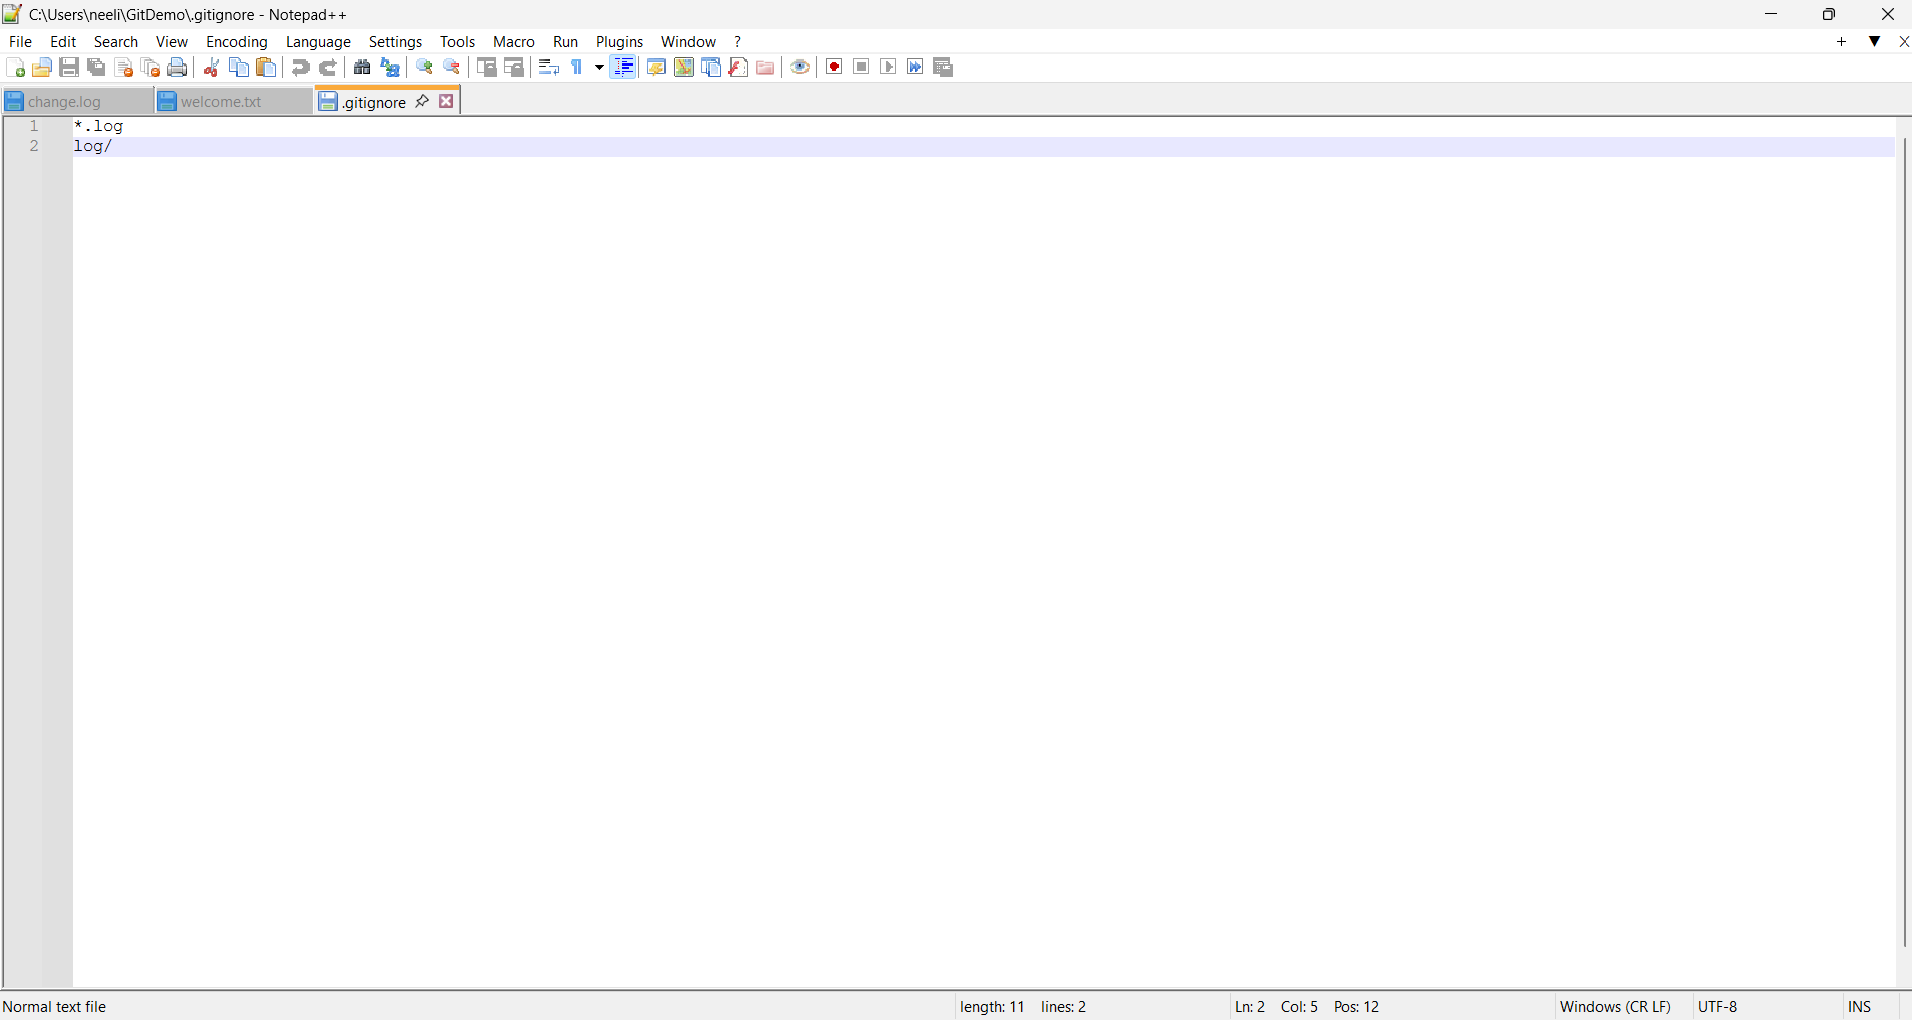 C:\Users\neeli\GitDemo\.gitignore - Notepad++
File Edit Search View Encoding Language Settings Tools Macro Run Plugins Window ?
+ ▼ X
change.log welcome.txt .gitignore
1 *.log
2 log/
Normal text file length: 11 lines: 2 Ln: 2 Col: 5 Pos: 12 Windows (CR LF) UTF-8 INS